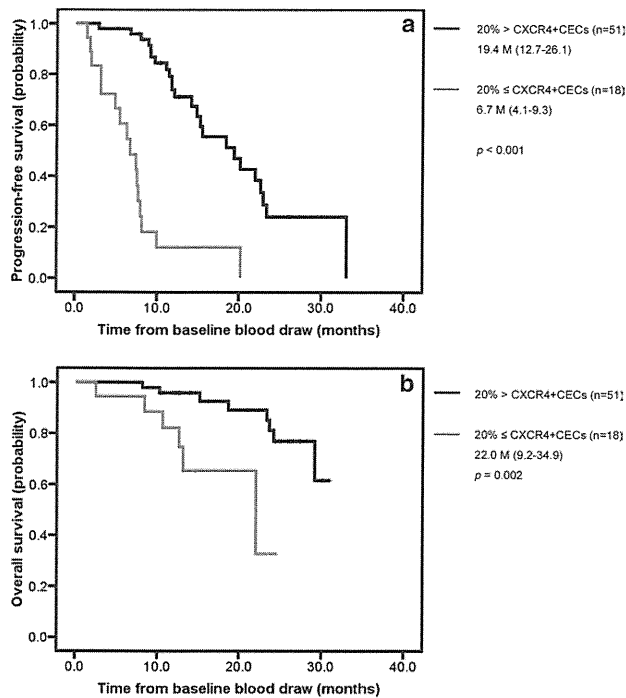 a
20% > CXCR4+CECs (n=51)
19.4 M (12.7-26.1)
20% ≤ CXCR4+CECs (n=18)
6.7 M (4.1-9.3)
p < 0.001
Progression-free survival (probability)
1.0
0.8
0.6
0.4
0.2
0.0
0.0 10.0 20.0 30.0 40.0
Time from baseline blood draw (months)
b
20% > CXCR4+CECs (n=51)
20% ≤ CXCR4+CECs (n=18)
22.0 M (9.2-34.9)
p = 0.002
Overall survival (probability)
1.0
0.8
0.6
0.4
0.2
0.0
0.0 10.0 20.0 30.0 40.0
Time from baseline blood draw (months)